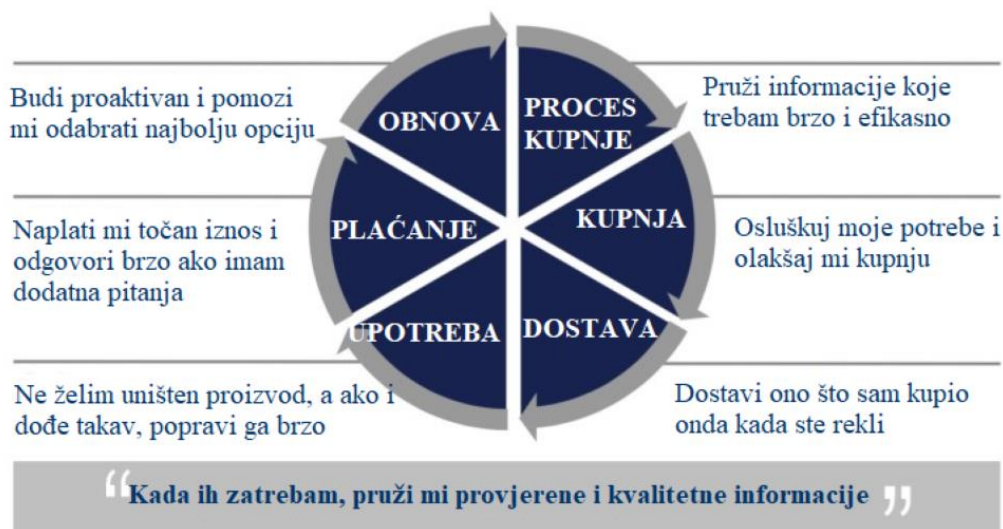 OBNOVA
PROCES
KUPNJE
KUPNJA
DOSTAVA
UPOTREBA
PLAĆANJE
Budi proaktivan i pomozi
mi odabrati najbolju opciju
Pruži informacije koje
trebam brzo i efikasno
Naplati mi točan iznos i
odgovori brzo ako imam
dodatna pitanja
Osluškuj moje potrebe i
olakšaj mi kupnju
Ne želim uništen proizvod, a ako i
dođe takav, popravi ga brzo
Dostavi ono što sam kupio
onda kada ste rekli
“Kada ih zatrebam, pruži mi provjerene i kvalitetne informacije”